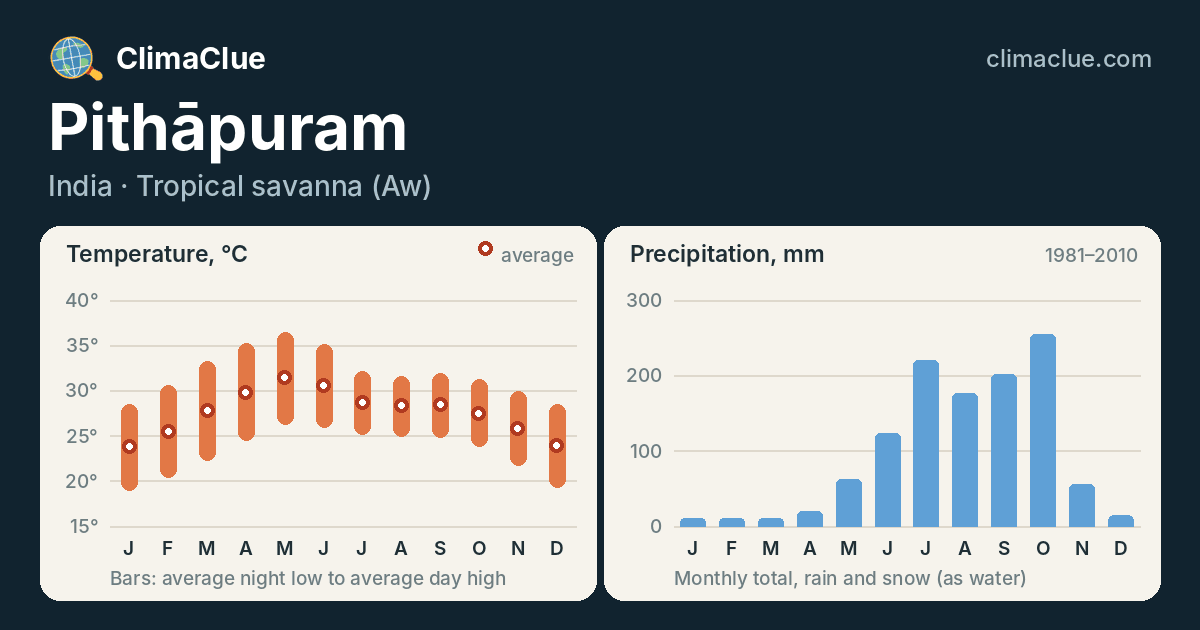 ClimaClue
climaclue.com
Pithāpuram
India · Tropical savanna (Aw)
Temperature, °C
average
40°
35°
30°
25°
20°
15°
J F M A M J J A S O N D
Bars: average night low to average day high
Precipitation, mm
1981–2010
300
200
100
0
J F M A M J J A S O N D
Monthly total, rain and snow (as water)